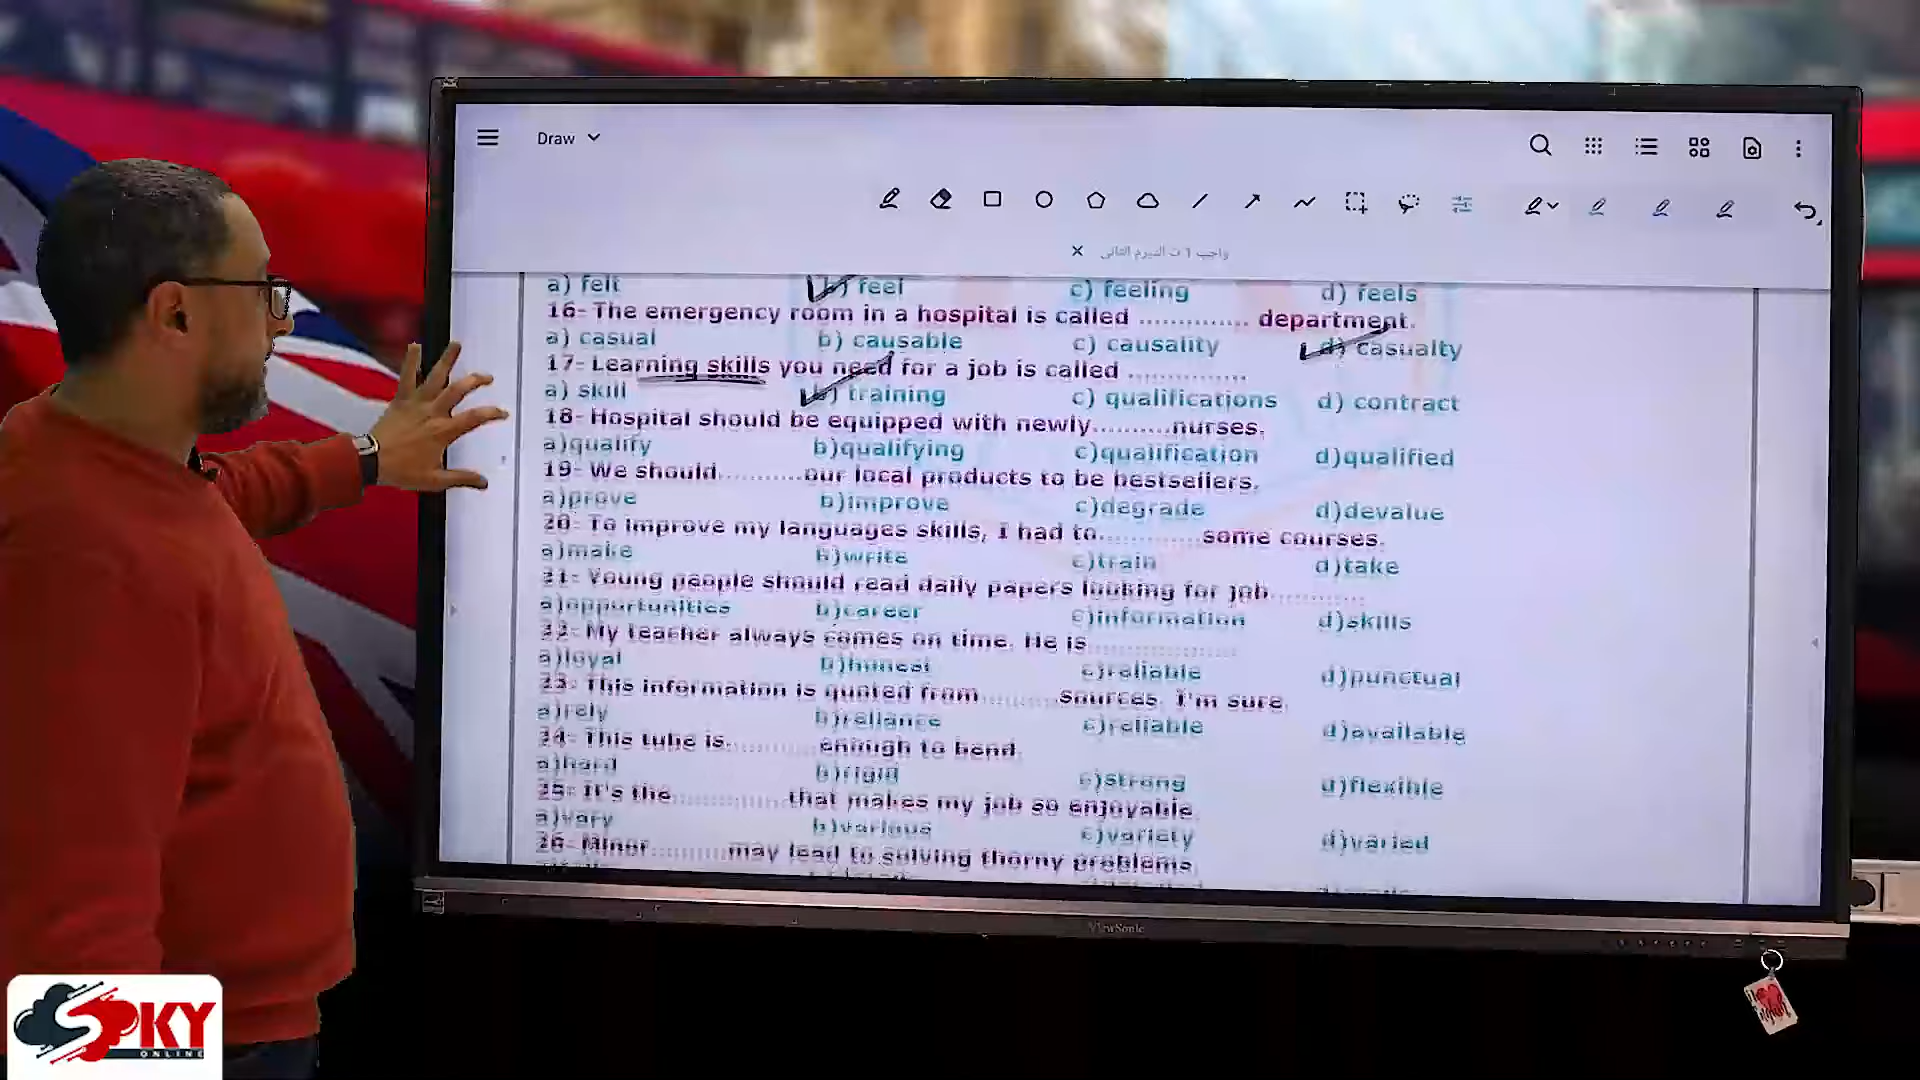 Draw
واجب 1 ث الترم الثانى
a) felt b) feel c) feeling d) feels
16- The emergency room in a hospital is called .............. department.
a) casual b) causable c) causality d) casualty
17- Learning skills you need for a job is called ..............
a) skill b) training c) qualifications d) contract
18- Hospital should be equipped with newly..........nurses.
a)qualify b)qualifying c)qualification d)qualified
19- We should...........our local products to be bestsellers.
a)prove b)improve c)degrade d)devalue
20- To improve my languages skills, I had to.............some courses.
a)make b)write c)train d)take
21- Young people should read daily papers looking for job............
a)opportunities b)career c)information d)skills
22- My teacher always comes on time. He is...................
a)loyal b)honest c)reliable d)punctual
23- This information is quoted from..........sources. I'm sure.
a)rely b)reliance c)reliable d)available
24- This tube is............enough to bend.
a)hard b)rigid c)strong d)flexible
25- It's the...............that makes my job so enjoyable.
a)vary b)various c)variety d)varied
26- Minor..........may lead to solving thorny problems.
ViewSonic
SKY
ONLINE